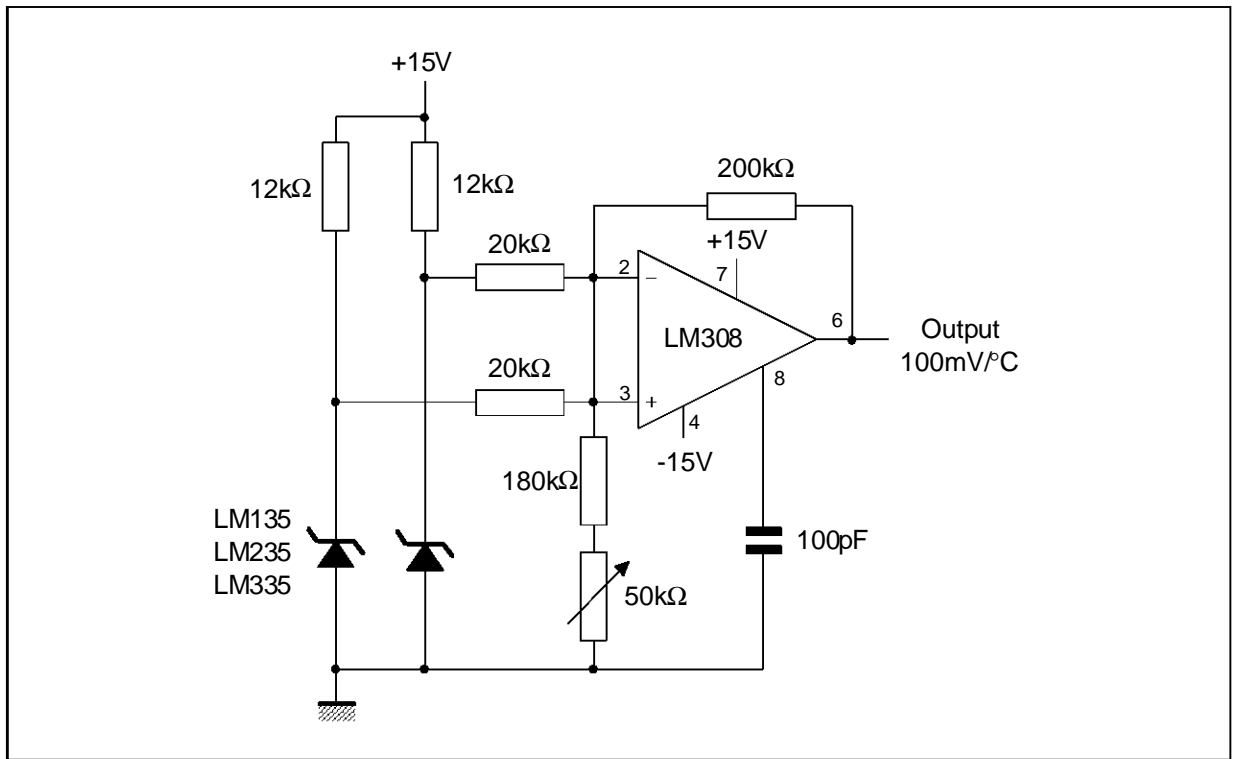 +15V
12kΩ
12kΩ
200kΩ
+15V
20kΩ
2
−
7
6
LM308
Output
100mV/°C
20kΩ
3
+
8
4
-15V
180kΩ
LM135
LM235
LM335
100pF
50kΩ